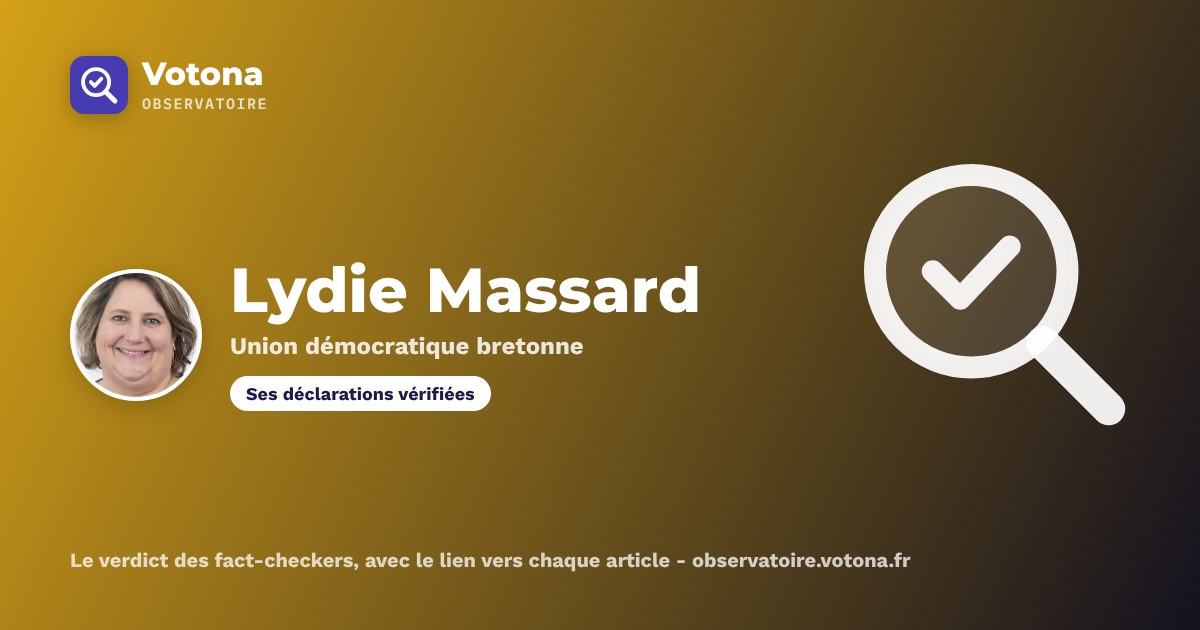 Votona
OBSERVATOIRE
Lydie Massard
Union démocratique bretonne
Ses déclarations vérifiées
Le verdict des fact-checkers, avec le lien vers chaque article - observatoire.votona.fr